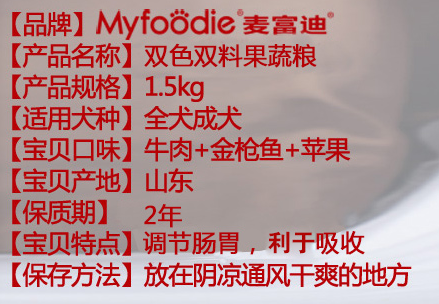 【品牌】Myfoodie®麦富迪®
【产品名称】双色双料果蔬粮
【产品规格】1.5kg
【适用犬种】全犬成犬
【宝贝口味】牛肉+金枪鱼+苹果
【宝贝产地】山东
【保质期】 2年
【宝贝特点】调节肠胃，利于吸收
【保存方法】放在阴凉通风干爽的地方